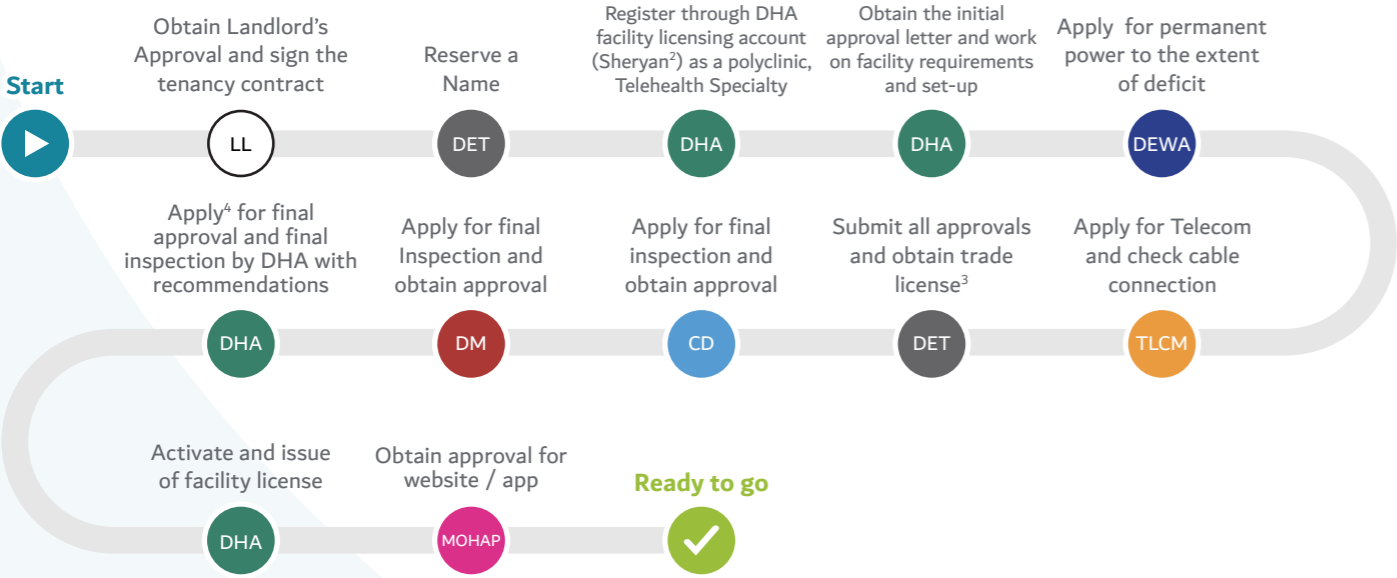 Start
Obtain Landlord's
Approval and sign the
tenancy contract
LL
Reserve a
Name
DET
Register through DHA
facility licensing account
(Sheryan²) as a polyclinic,
Telehealth Specialty
DHA
Obtain the initial
approval letter and work
on facility requirements
and set-up
DHA
Apply for permanent
power to the extent
of deficit
DEWA
Apply for Telecom
and check cable
connection
TLCM
Submit all approvals
and obtain trade
license³
DET
Apply for final
inspection and
obtain approval
CD
Apply for final
Inspection and
obtain approval
DM
Apply⁴ for final
approval and final
inspection by DHA with
recommendations
DHA
Activate and issue
of facility license
DHA
Obtain approval for
website / app
MOHAP
Ready to go